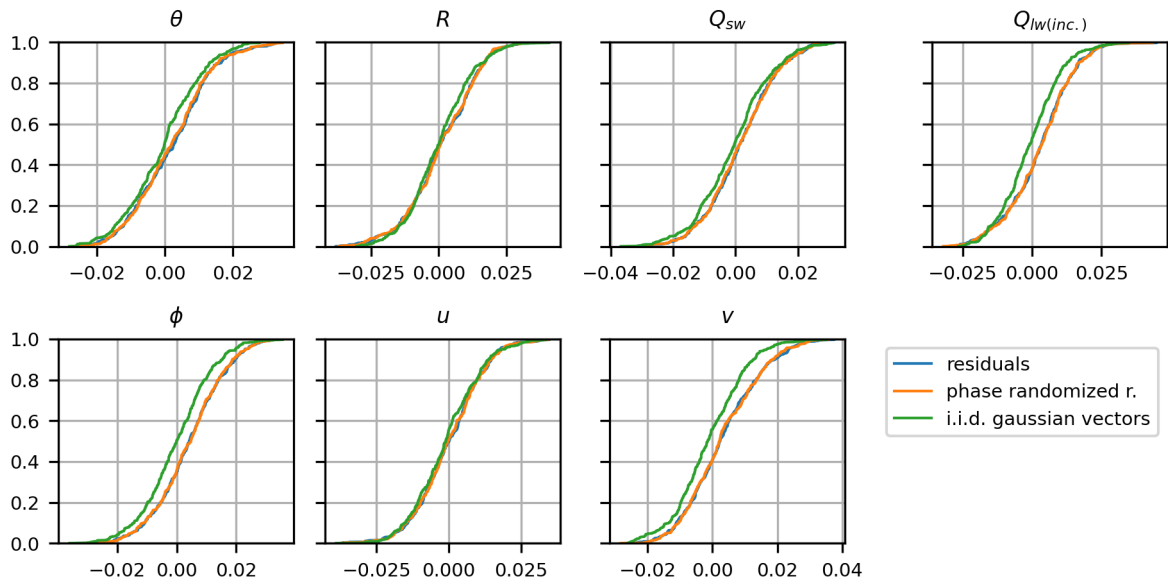 θ
1.0
0.8
0.6
0.4
0.2
0.0
−0.02 0.00 0.02
R
−0.025 0.000 0.025
Q_sw
−0.04 −0.02 0.00 0.02
Q_lw(inc.)
−0.025 0.000 0.025
ϕ
1.0
0.8
0.6
0.4
0.2
0.0
−0.02 0.00 0.02
u
−0.025 0.000 0.025
v
−0.02 0.00 0.02 0.04
residuals
phase randomized r.
i.i.d. gaussian vectors